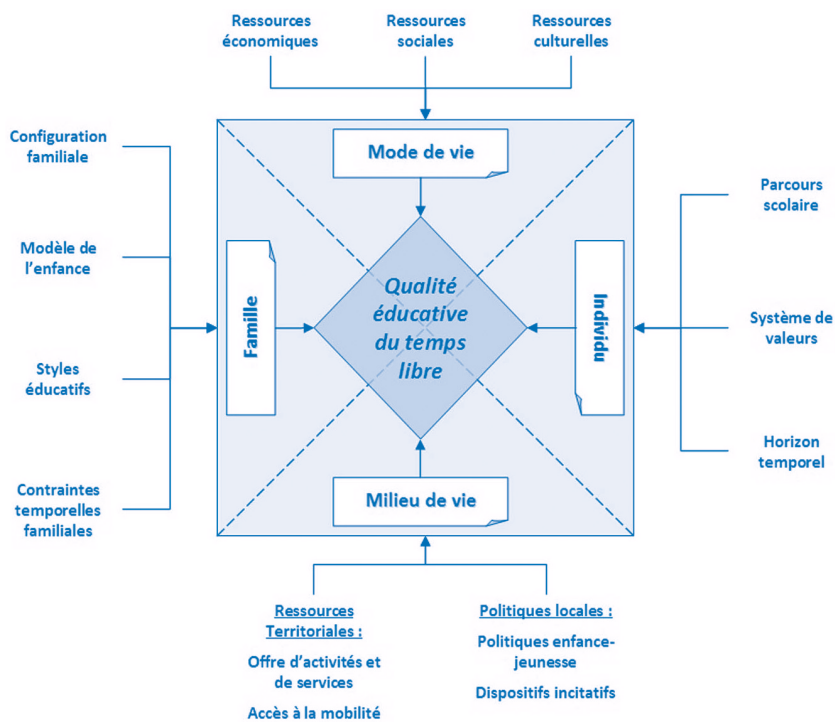 Ressources
économiques
Ressources
sociales
Ressources
culturelles
Mode de vie
Configuration
familiale
Modèle de
l'enfance
Styles
éducatifs
Contraintes
temporelles
familiales
Famille
Qualité
éducative
du temps
libre
Individu
Parcours
scolaire
Système de
valeurs
Horizon
temporel
Milieu de vie
Ressources
Territoriales :
Offre d'activités et
de services
Accès à la mobilité
Politiques locales :
Politiques enfance-
jeunesse
Dispositifs incitatifs